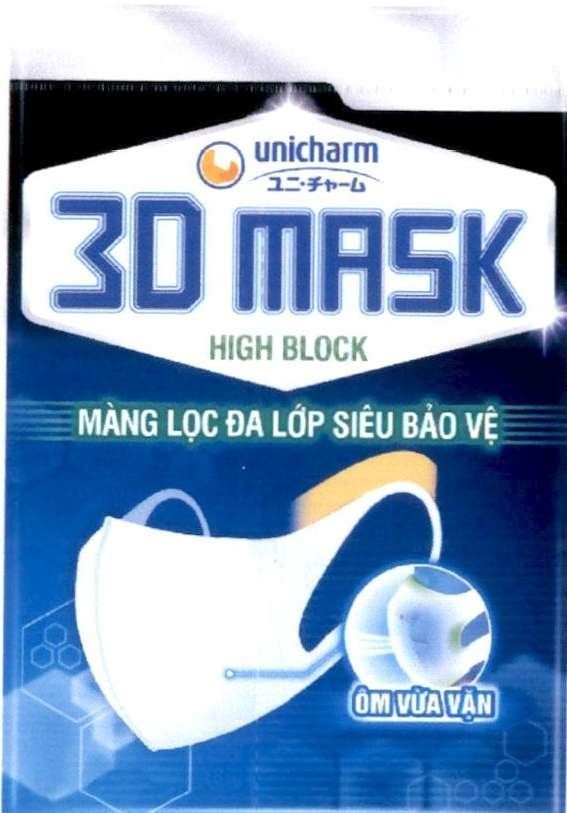 unicharm
ユニ・チャーム
3D MASK
HIGH BLOCK
MÀNG LỌC ĐA LỚP SIÊU BẢO VỆ
ÔM VỪA VẶN